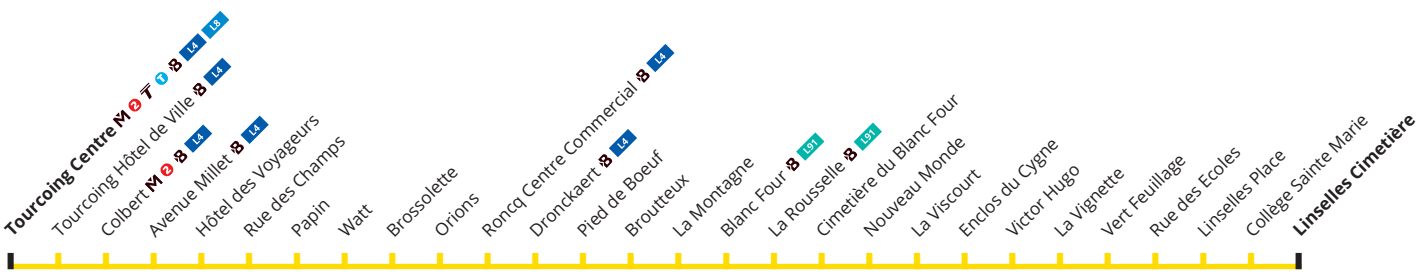 Tourcoing Centre M 2 T T B L4 L8
Tourcoing Hôtel de Ville B L4
Colbert M 2 B L4
Avenue Millet B L4
Hôtel des Voyageurs
Rue des Champs
Papin
Watt
Brossolette
Orions
Roncq Centre Commercial B L4
Dronckaert B L4
Pied de Boeuf
Broutteux
La Montagne
Blanc Four B L91
La Rousselle B L91
Cimetière du Blanc Four
Nouveau Monde
La Viscourt
Enclos du Cygne
Victor Hugo
La Vignette
Vert Feuillage
Rue des Ecoles
Linselles Place
Collège Sainte Marie
Linselles Cimetière